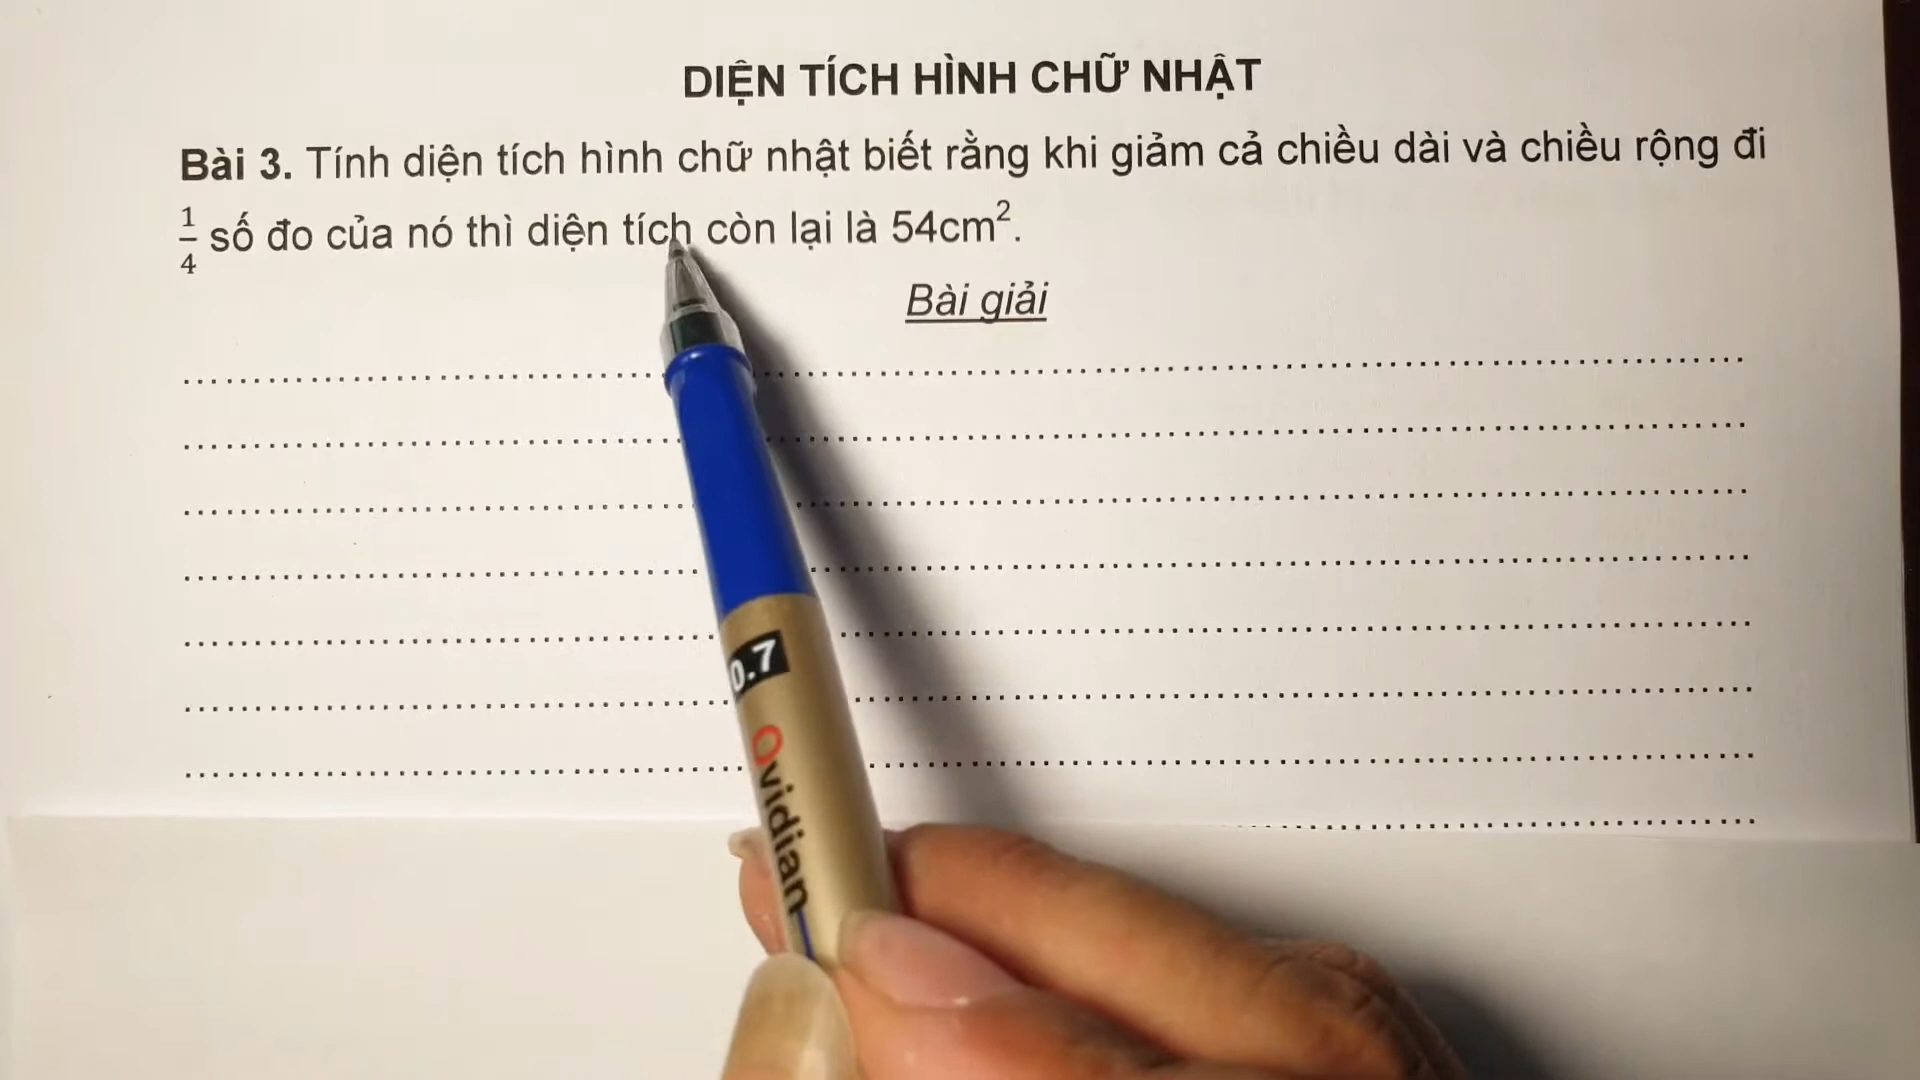 DIỆN TÍCH HÌNH CHỮ NHẬT
Bài 3. Tính diện tích hình chữ nhật biết rằng khi giảm cả chiều dài và chiều rộng đi
1/4 số đo của nó thì diện tích còn lại là 54cm².
Bài giải
0.7
Ovidian